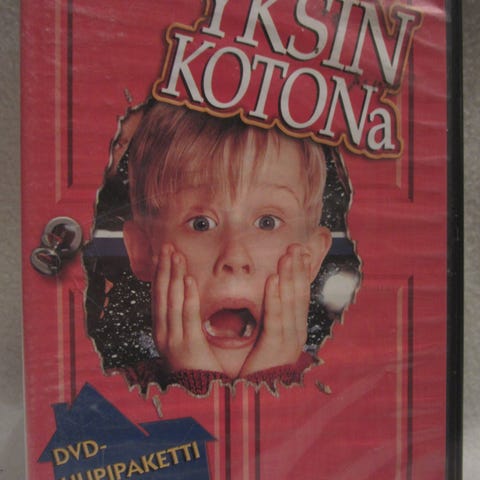 YKSIN
KOTONa
DVD-
HUPIPAKETTI